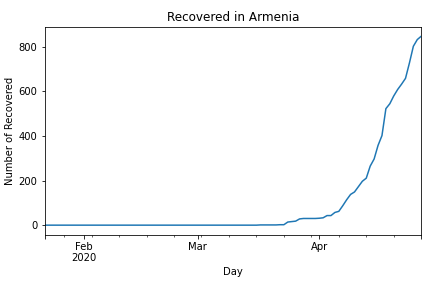 Recovered in Armenia
Number of Recovered
800
600
400
200
0
Feb
2020
Mar
Apr
Day